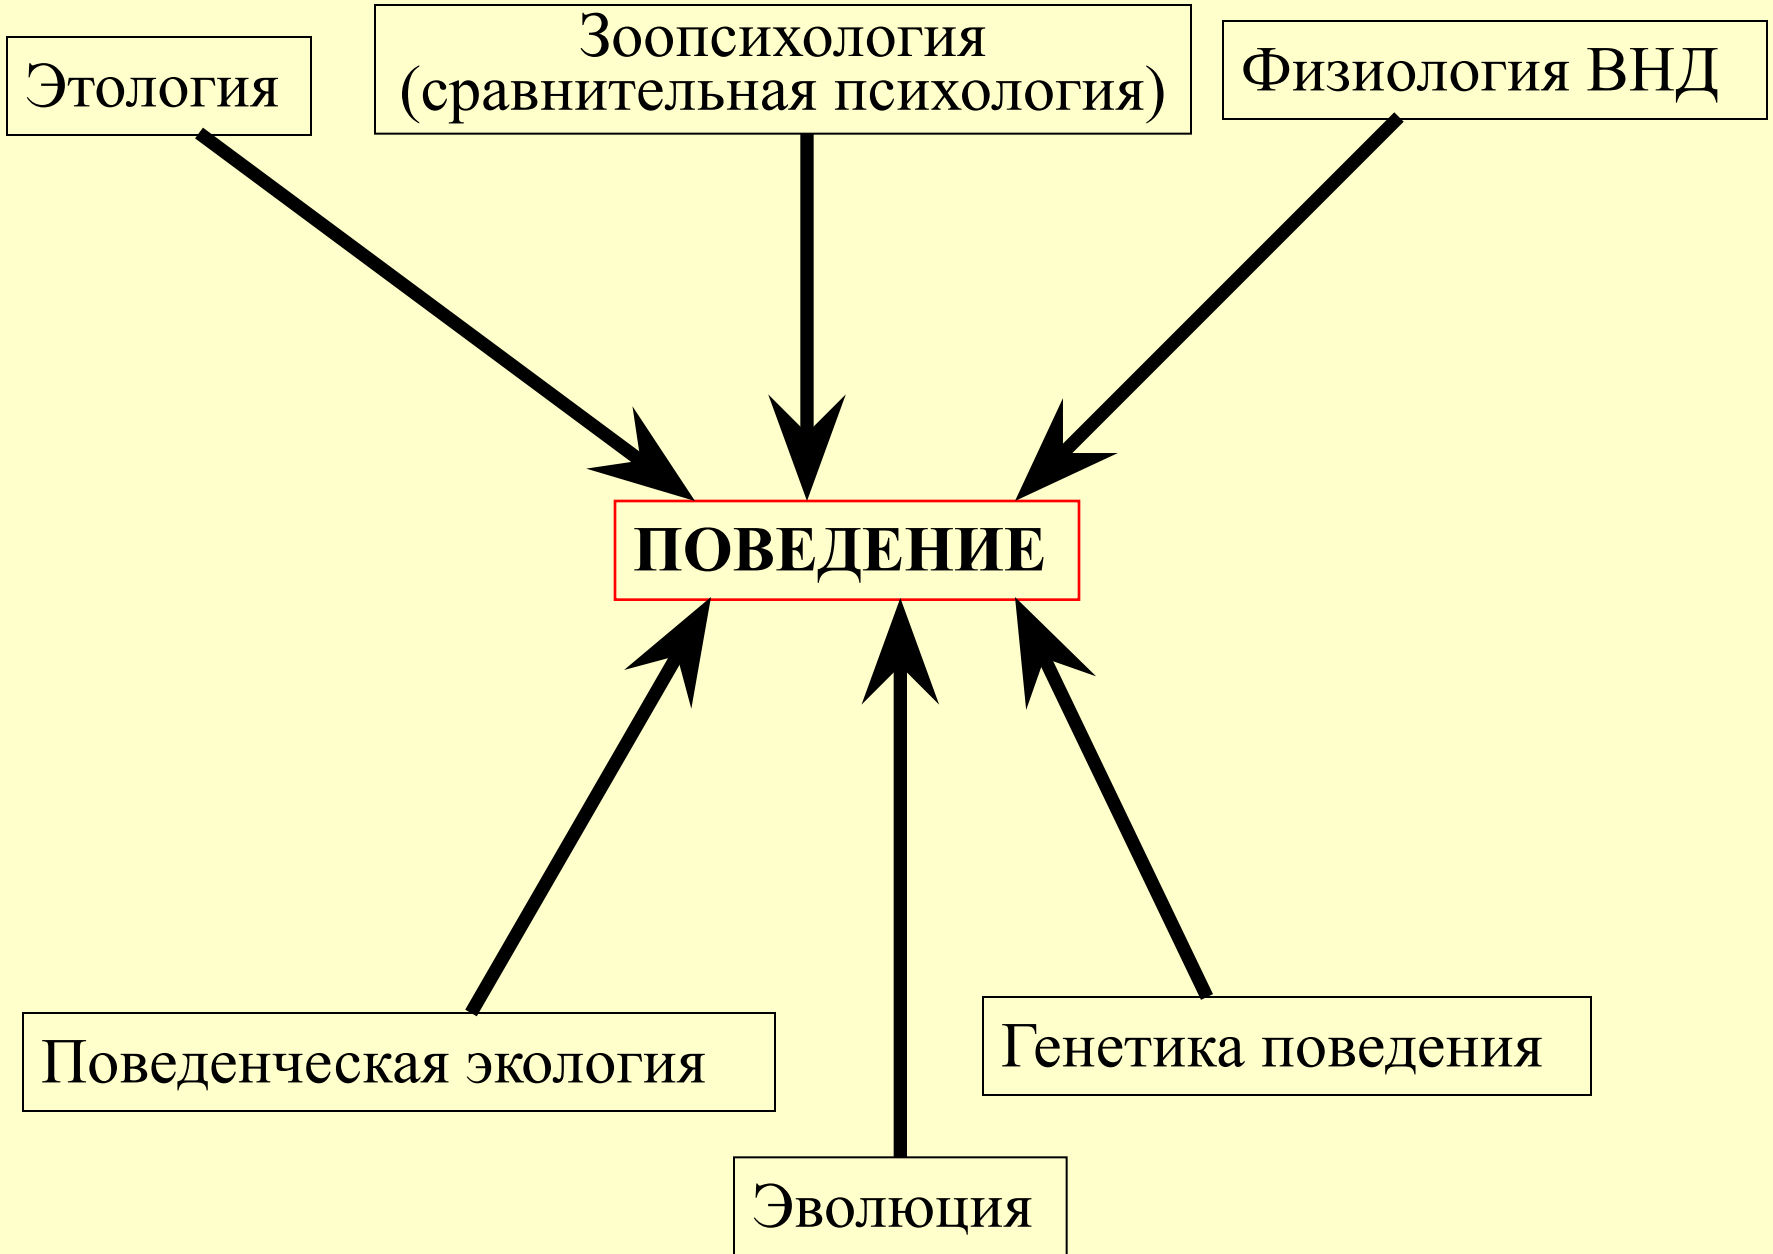 Этология
Зоопсихология
(сравнительная психология)
Физиология ВНД
ПОВЕДЕНИЕ
Поведенческая экология
Генетика поведения
Эволюция